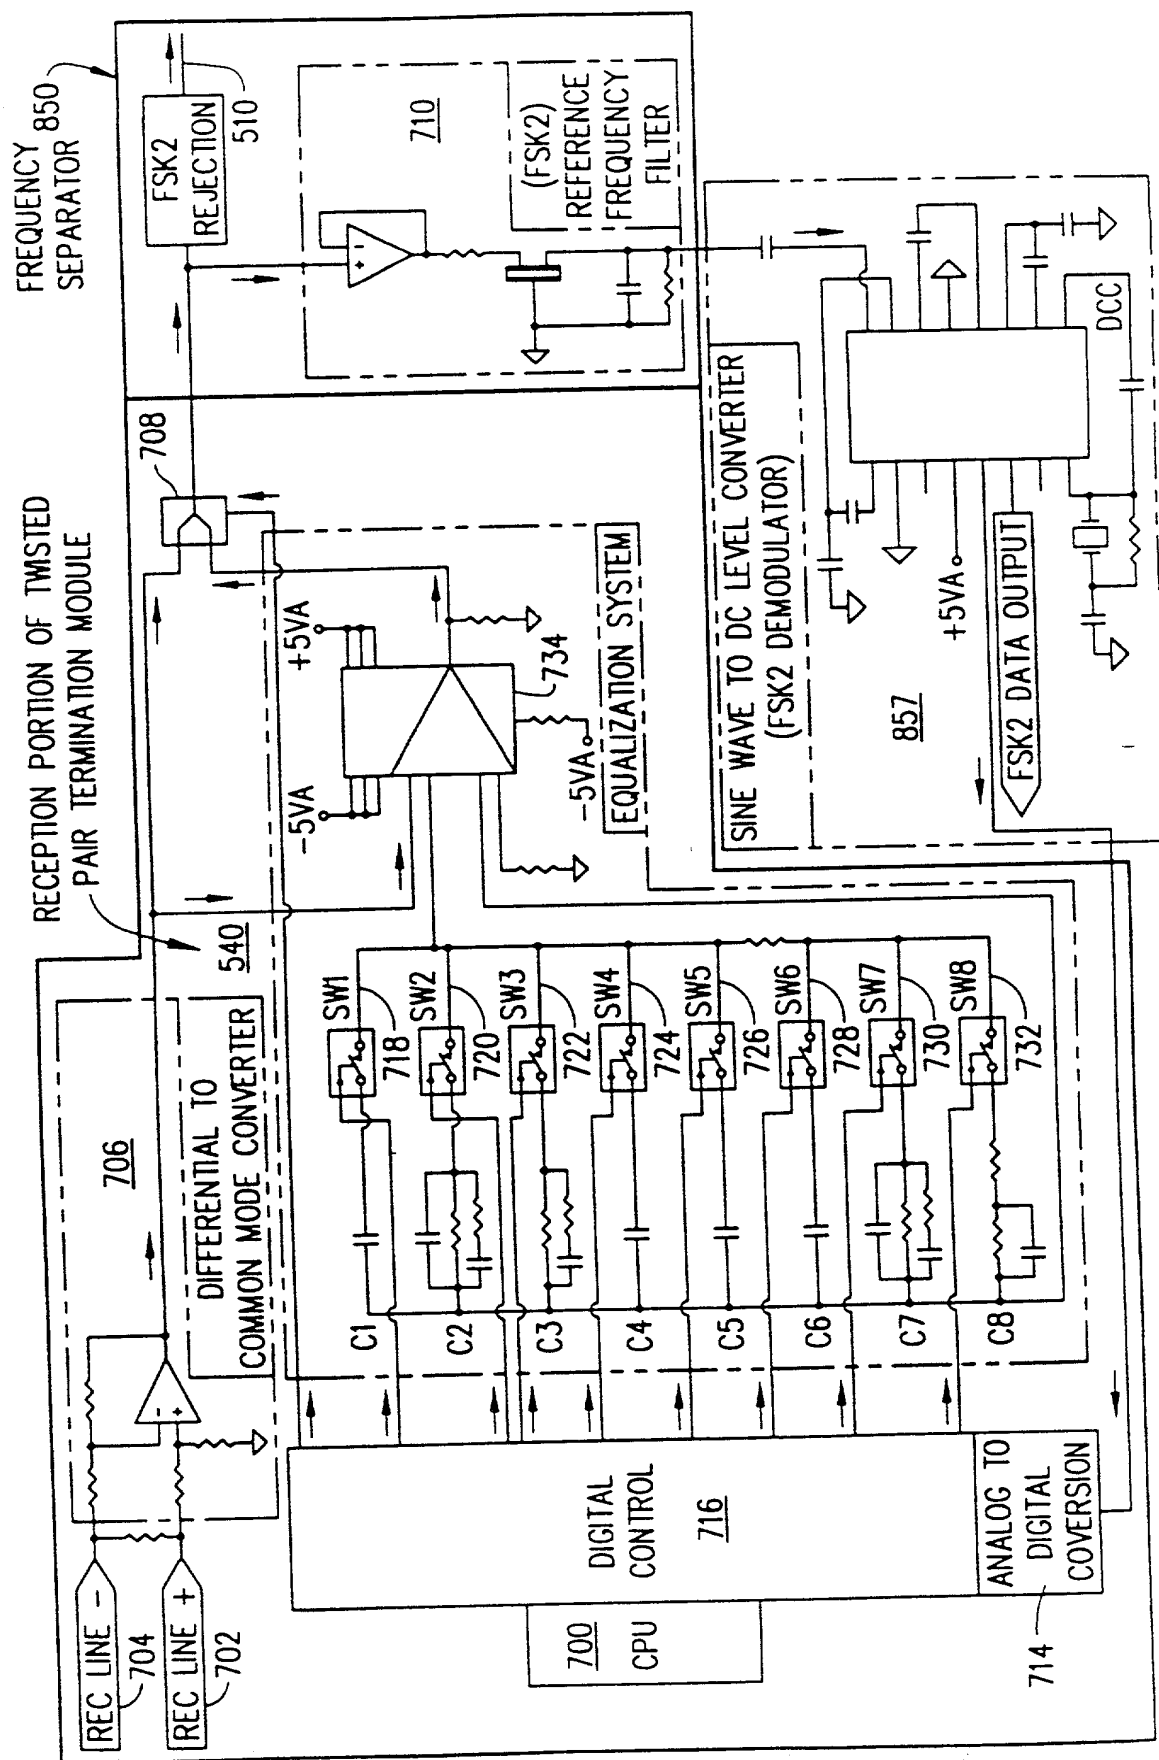 REC LINE -
704
REC LINE +
702
706
DIFFERENTIAL TO
COMMON MODE CONVERTER
-
+
RECEPTION PORTION OF TWISTED
PAIR TERMINATION MODULE
540
708
FREQUENCY
SEPARATOR 850
FSK2
REJECTION
510
710
-
+
(FSK2)
REFERENCE
FREQUENCY
FILTER
-5VA
+5VA
734
-5VA
EQUALIZATION SYSTEM
SW1
718
SW2
720
SW3
722
SW4
724
SW5
726
SW6
728
SW7
730
SW8
732
C1
C2
C3
C4
C5
C6
C7
C8
DIGITAL
CONTROL
716
700
CPU
ANALOG TO
DIGITAL
COVERSION
714
SINE WAVE TO DC LEVEL CONVERTER
(FSK2 DEMODULATOR)
857
+5VA
FSK2 DATA OUTPUT
DCC